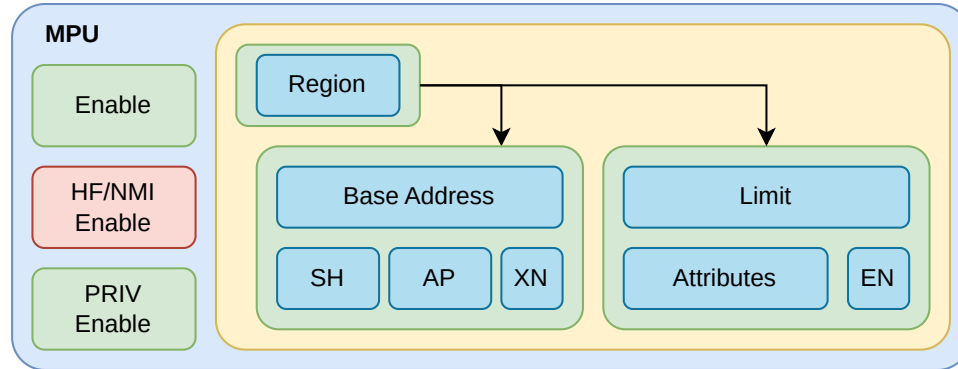 MPU
Enable
HF/NMI
Enable
PRIV
Enable
Region
Base Address
SH AP XN
Limit
Attributes EN